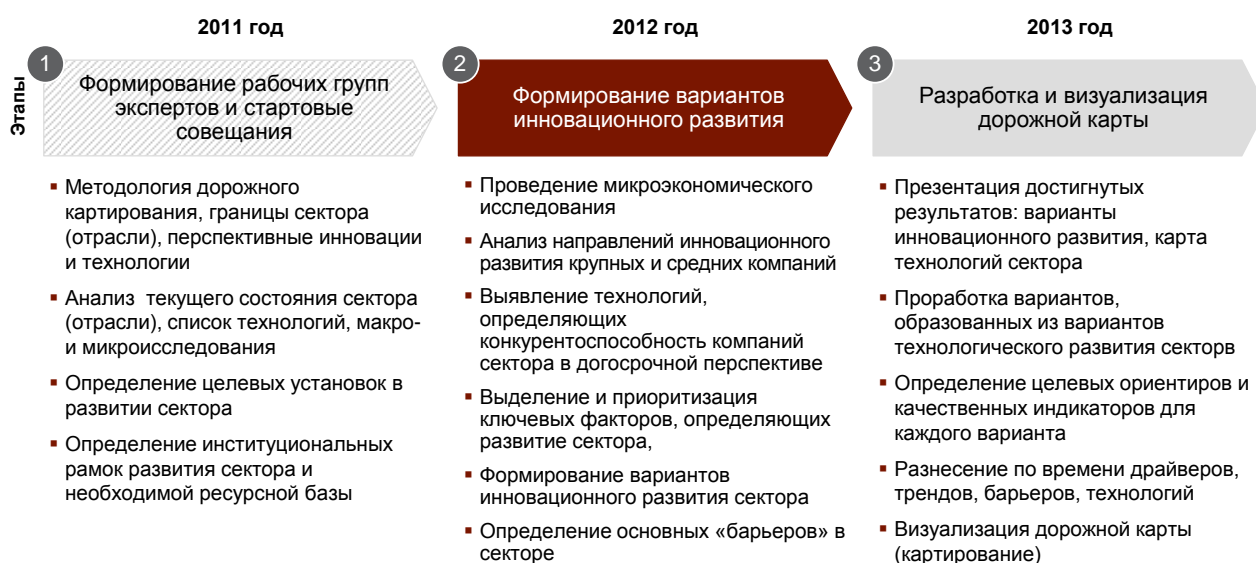 2011 год
2012 год
2013 год
Этапы
1
Формирование рабочих групп
экспертов и стартовые
совещания
2
Формирование вариантов
инновационного развития
3
Разработка и визуализация
дорожной карты
▪ Методология дорожного
картирования, границы сектора
(отрасли), перспективные инновации
и технологии
▪ Анализ текущего состояния сектора
(отрасли), список технологий, макро-
и микроисследования
▪ Определение целевых установок в
развитии сектора
▪ Определение институциональных
рамок развития сектора и
необходимой ресурсной базы
▪ Проведение микроэкономического
исследования
▪ Анализ направлений инновационного
развития крупных и средних компаний
▪ Выявление технологий,
определяющих
конкурентоспособность компаний
сектора в догосрочной перспективе
▪ Выделение и приоритизация
ключевых факторов, определяющих
развитие сектора,
▪ Формирование вариантов
инновационного развития сектора
▪ Определение основных «барьеров» в
секторе
▪ Презентация достигнутых
результатов: варианты
инновационного развития, карта
технологий сектора
▪ Проработка вариантов,
образованных из вариантов
технологического развития секторв
▪ Определение целевых ориентиров и
качественных индикаторов для
каждого варианта
▪ Разнесение по времени драйверов,
трендов, барьеров, технологий
▪ Визуализация дорожной карты
(картирование)